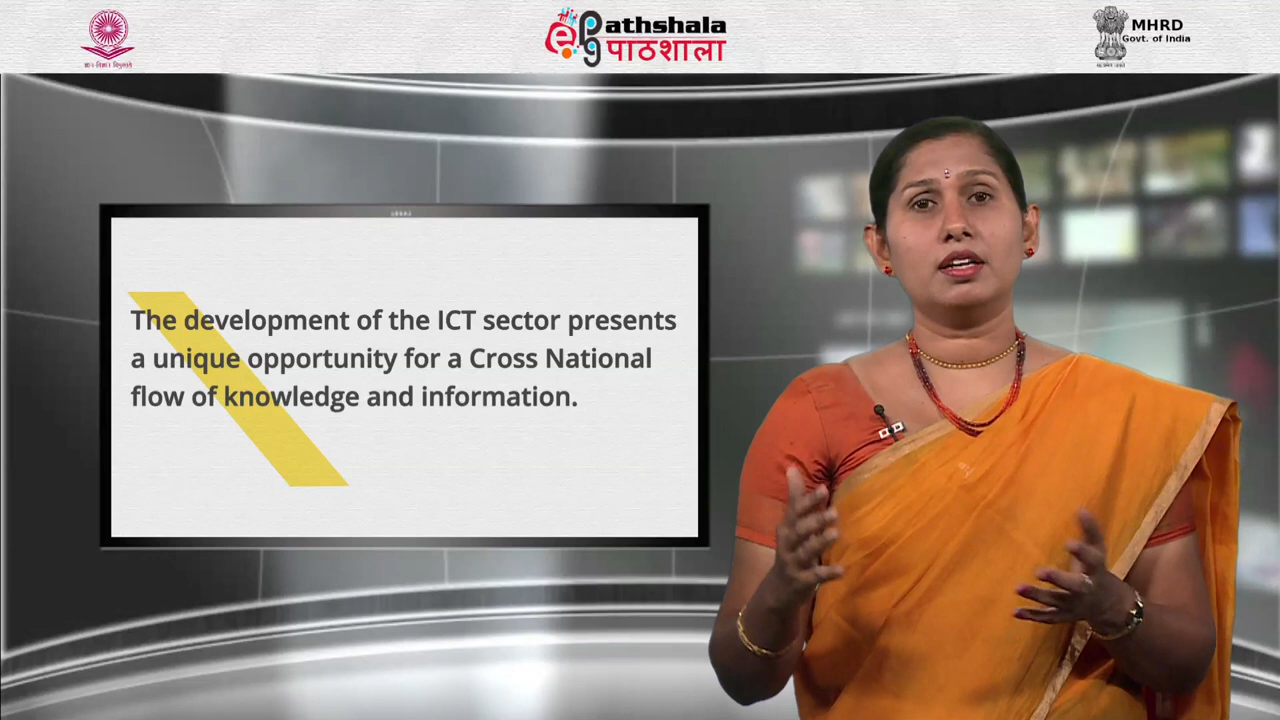 ePathshala
पाठशाला
MHRD
Govt. of India
The development of the ICT sector presents
a unique opportunity for a Cross National
flow of knowledge and information.